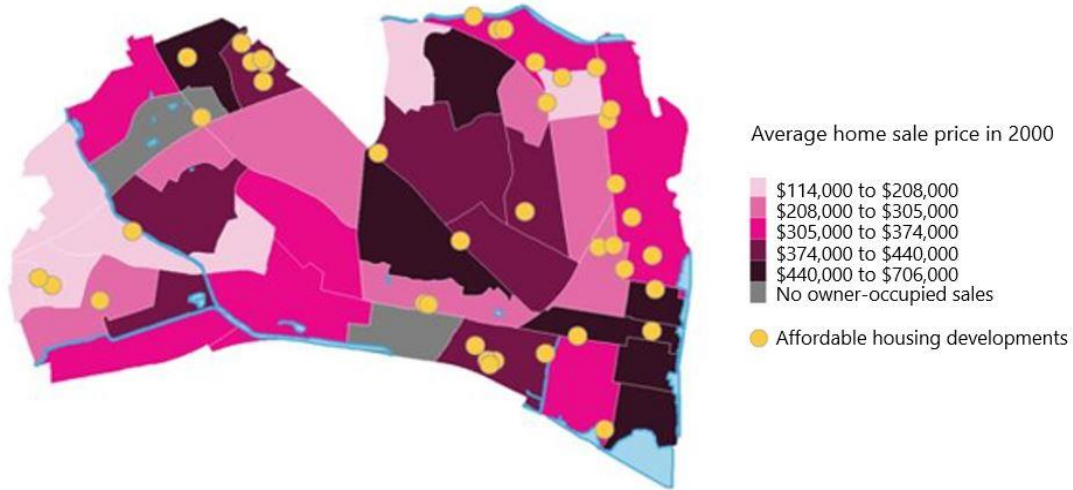 Average home sale price in 2000
$114,000 to $208,000
$208,000 to $305,000
$305,000 to $374,000
$374,000 to $440,000
$440,000 to $706,000
No owner-occupied sales
Affordable housing developments